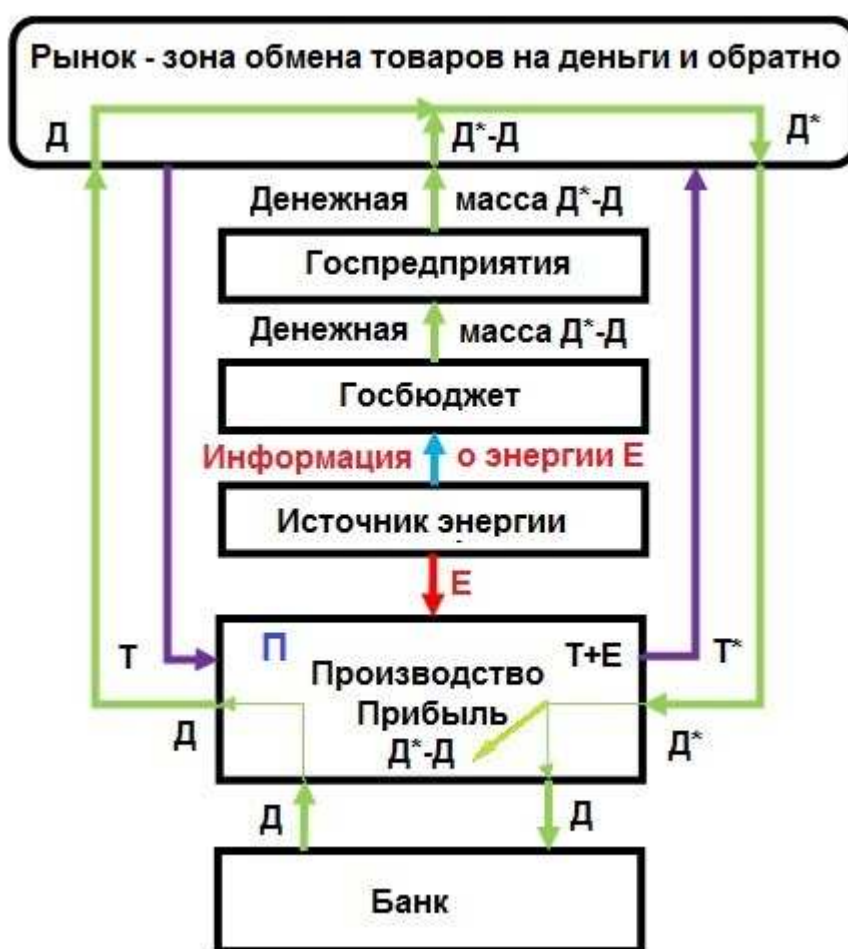 Рынок - зона обмена товаров на деньги и обратно
Д Д*-Д Д*
Денежная масса Д*-Д
Госпредприятия
Денежная масса Д*-Д
Госбюджет
Информация о энергии Е
Источник энергии
Е
Т П Т+Е Т*
Производство
Прибыль
Д Д*-Д Д*
Д Д
Банк